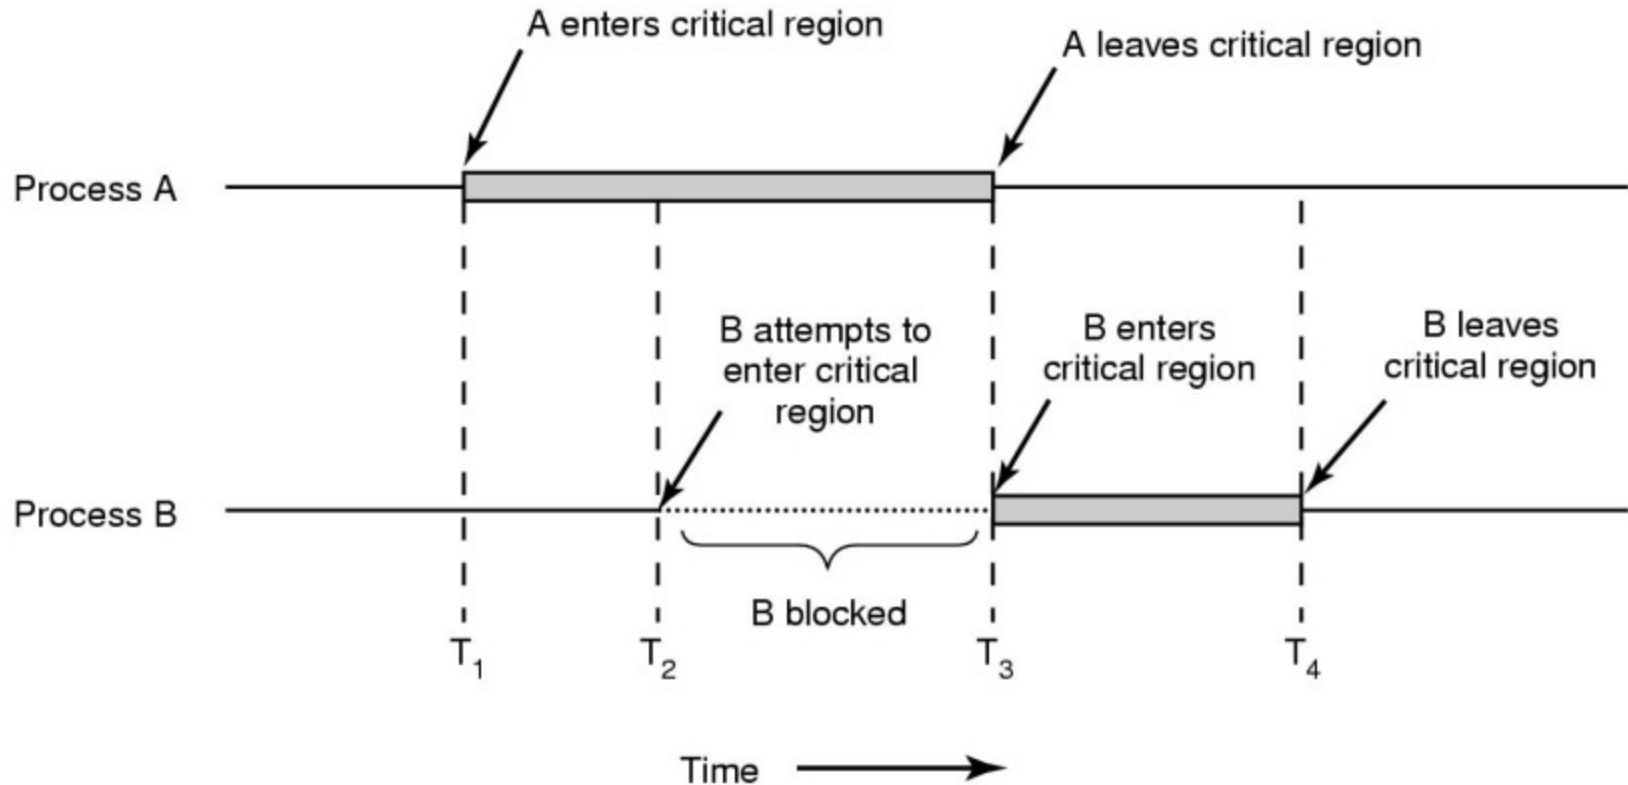 A enters critical region
A leaves critical region
Process A
B attempts to
enter critical
region
B enters
critical region
B leaves
critical region
Process B
B blocked
T1
T2
T3
T4
Time